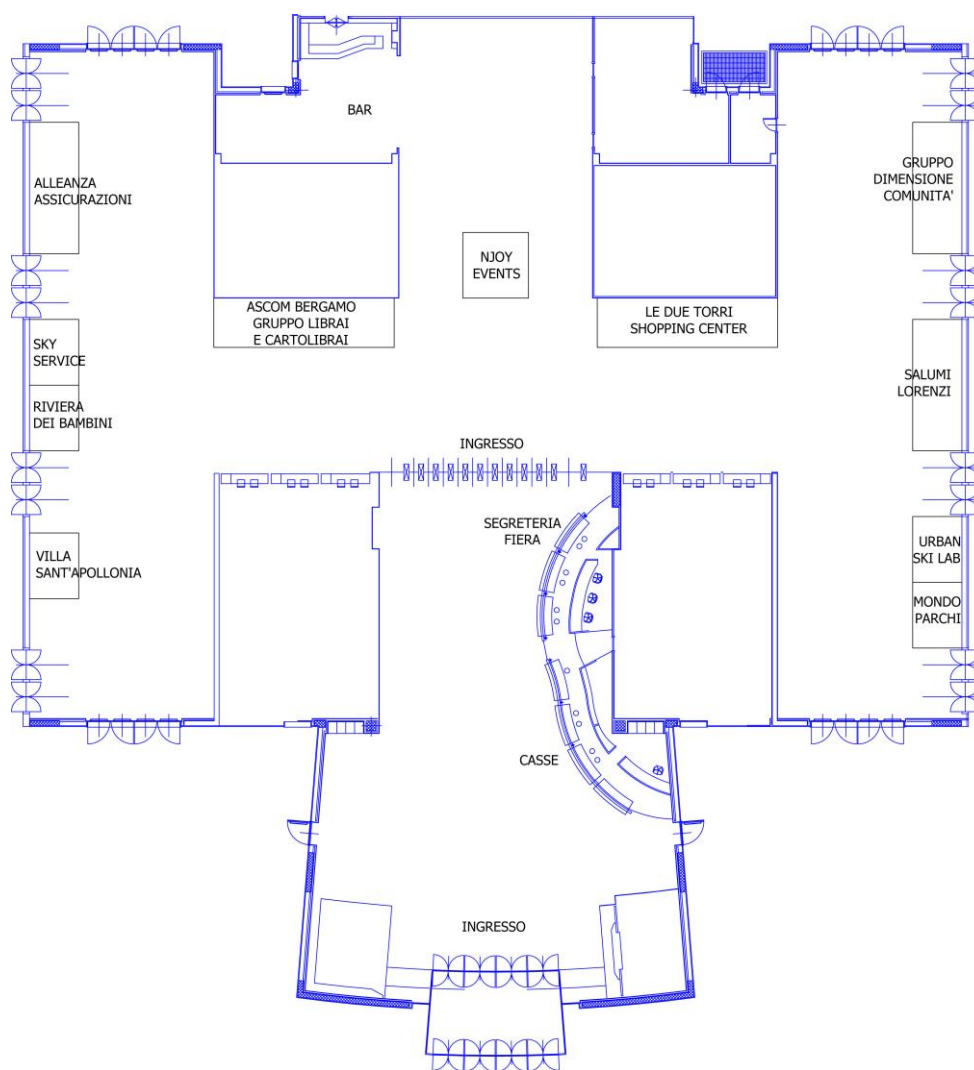 BAR
ALLEANZA
ASSICURAZIONI
GRUPPO
DIMENSIONE
COMUNITA'
NJOY
EVENTS
ASCOM BERGAMO
GRUPPO LIBRAI
E CARTOLIBRAI
LE DUE TORRI
SHOPPING CENTER
SKY
SERVICE
RIVIERA
DEI BAMBINI
SALUMI
LORENZI
INGRESSO
SEGRETERIA
FIERA
VILLA
SANT'APOLLONIA
URBAN
SKI LAB
MONDO
PARCHI
CASSE
INGRESSO